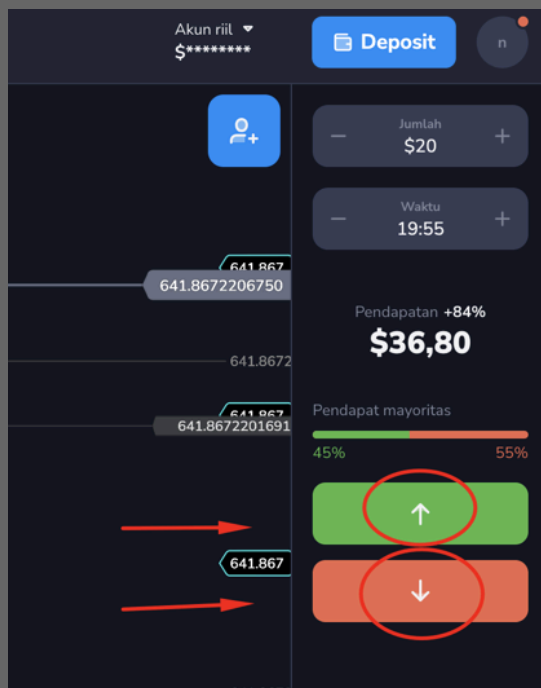 Akun riil
$********
Deposit
n
Jumlah
$20
Waktu
19:55
641.867
641.8672206750
Pendapatan +84%
$36,80
641.8672
641.867
641.8672201691
Pendapat mayoritas
45%
55%
641.867